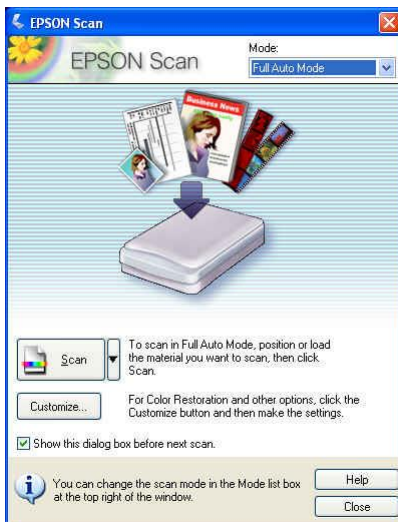 EPSON Scan
EPSON Scan
Mode:
Full Auto Mode
Business News
Scan
To scan in Full Auto Mode, position or load
the material you want to scan, then click
Scan.
Customize...
For Color Restoration and other options, click the
Customize button and then make the settings.
Show this dialog box before next scan.
You can change the scan mode in the Mode list box
at the top right of the window.
Help
Close